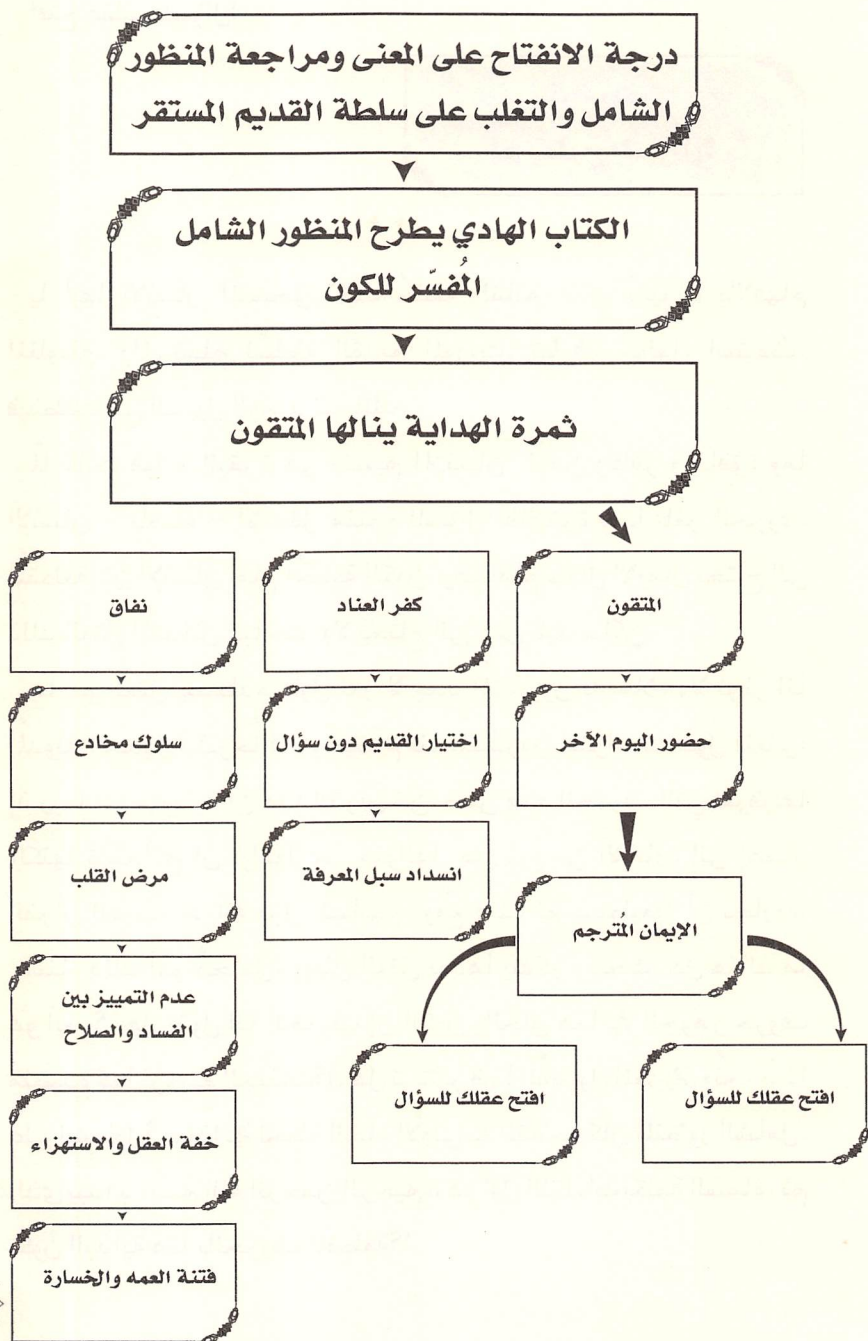 درجة الانفتاح على المعنى ومراجعة المنظور
الشامل والتغلب على سلطة القديم المستقر
الكتاب الهادي يطرح المنظور الشامل
المُفسّر للكون
ثمرة الهداية ينالها المتقون
المتقون
حضور اليوم الآخر
الإيمان المُترجم
افتح عقلك للسؤال
افتح عقلك للسؤال
كفر العناد
اختيار القديم دون سؤال
انسداد سبل المعرفة
نفاق
سلوك مخادع
مرض القلب
عدم التمييز بين
الفساد والصلاح
خفة العقل والاستهزاء
فتنة العمه والخسارة